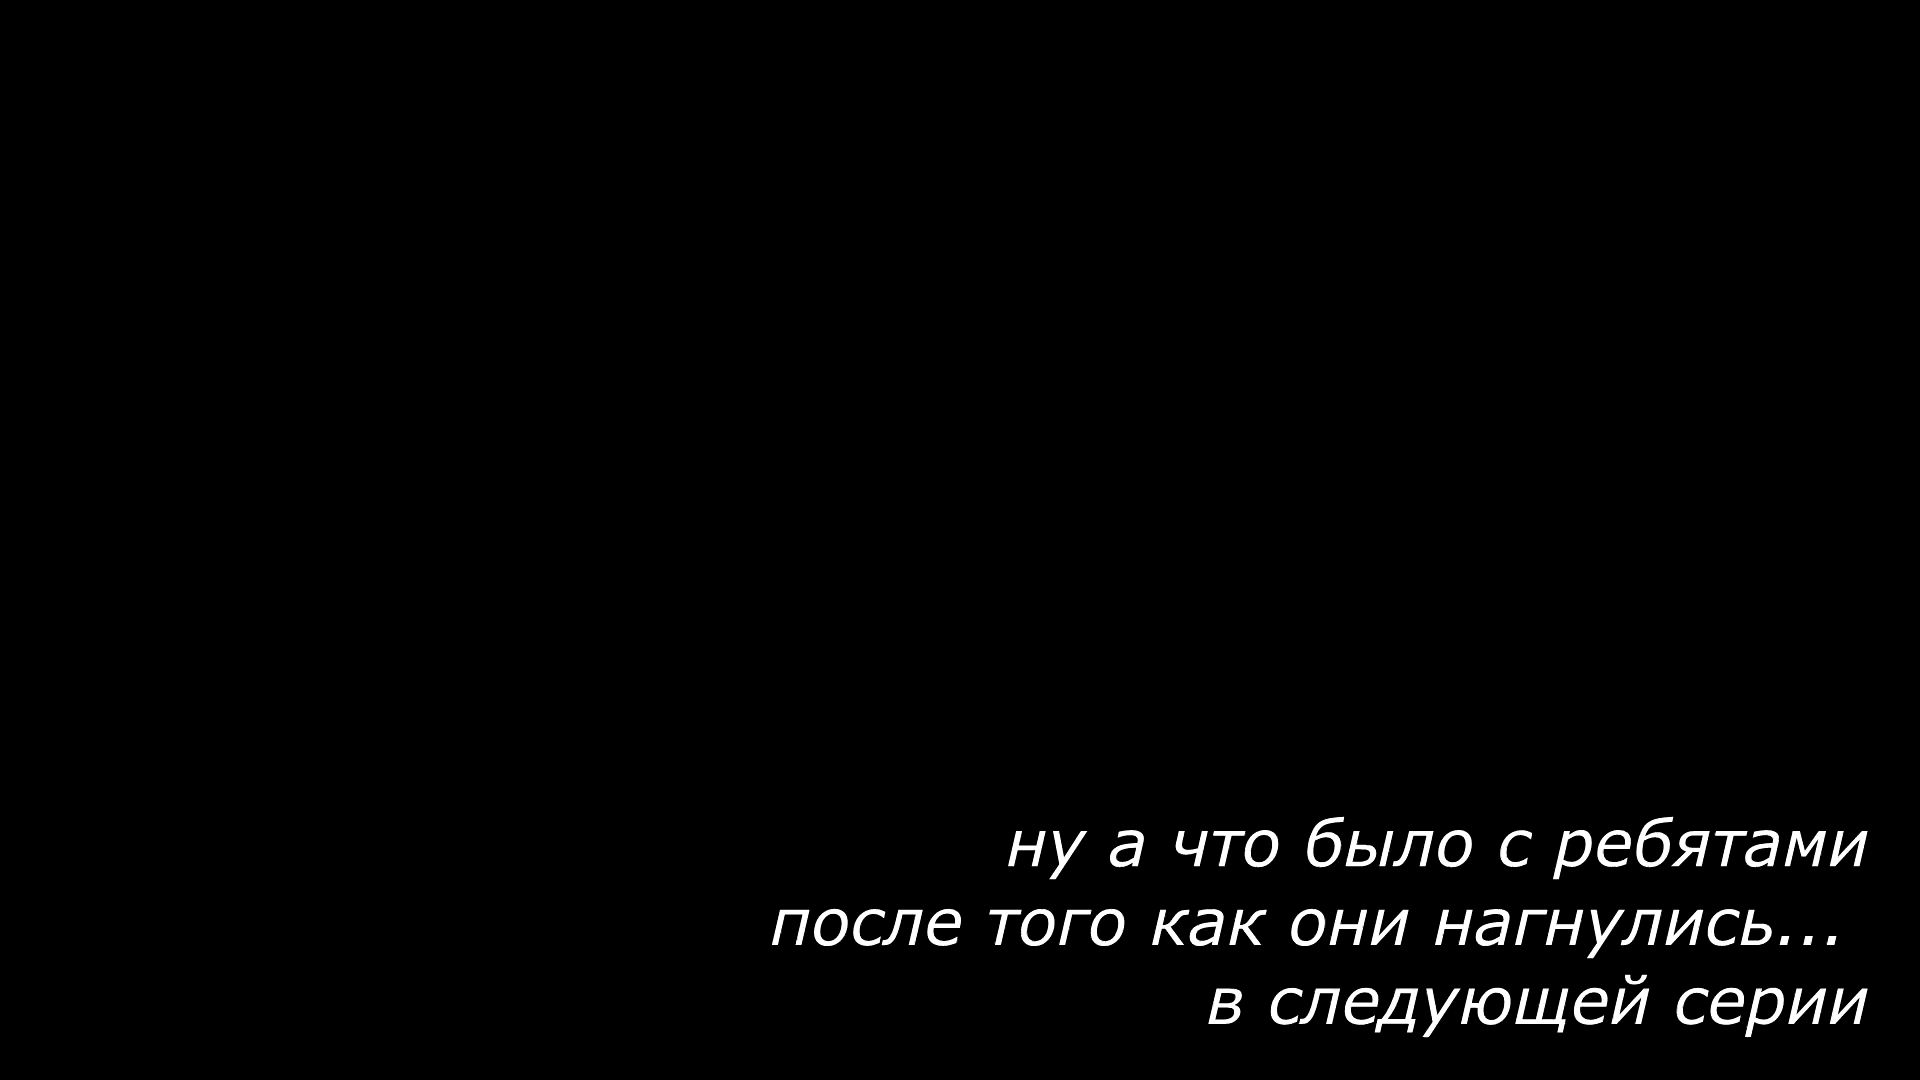 ну а что было с ребятами
после того как они нагнулись...
в следующей серии